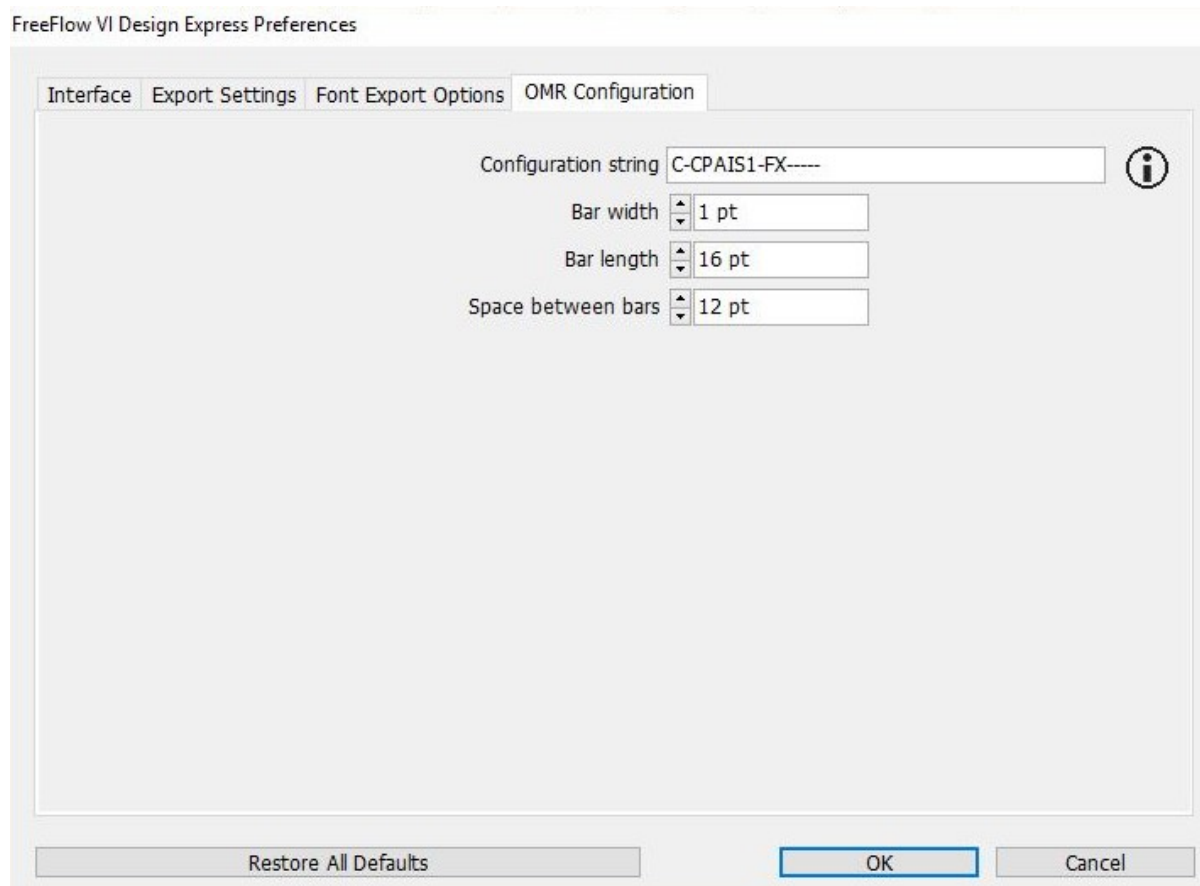 FreeFlow VI Design Express Preferences
Interface Export Settings Font Export Options OMR Configuration
Configuration string C-CPAIS1-FX-----
Bar width 1 pt
Bar length 16 pt
Space between bars 12 pt
Restore All Defaults OK Cancel